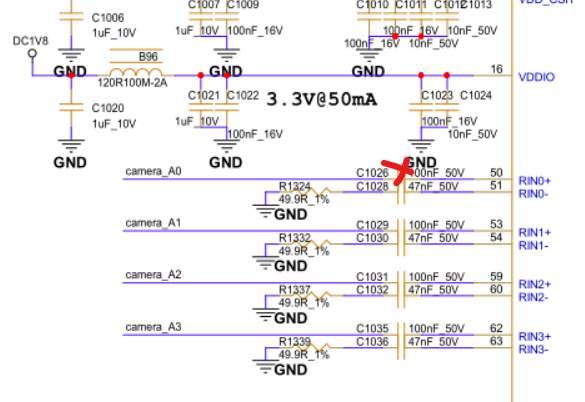 C1006
1uF_10V
C1007 C1009
1uF_10V 100nF_16V
C1010 C1011 C1012 C1013
100nF_16V 10nF_50V
DC1V8
GND
GND
GND
B96
120R100M-2A
16
VDDIO
C1020
1uF_10V
C1021 C1022
1uF_10V
100nF_16V
3.3V@50mA
C1023 C1024
100nF_16V
10nF_50V
GND
GND
GND
camera_A0
C1026 100nF_50V 50 RIN0+
C1028 47nF_50V 51 RIN0-
R1324
49.9R_1%
GND
camera_A1
C1029 100nF_50V 53 RIN1+
C1030 47nF_50V 54 RIN1-
R1332
49.9R_1%
GND
camera_A2
C1031 100nF_50V 59 RIN2+
C1032 47nF_50V 60 RIN2-
R1337
49.9R_1%
GND
camera_A3
C1035 100nF_50V 62 RIN3+
C1036 47nF_50V 63 RIN3-
R1339
49.9R_1%
GND